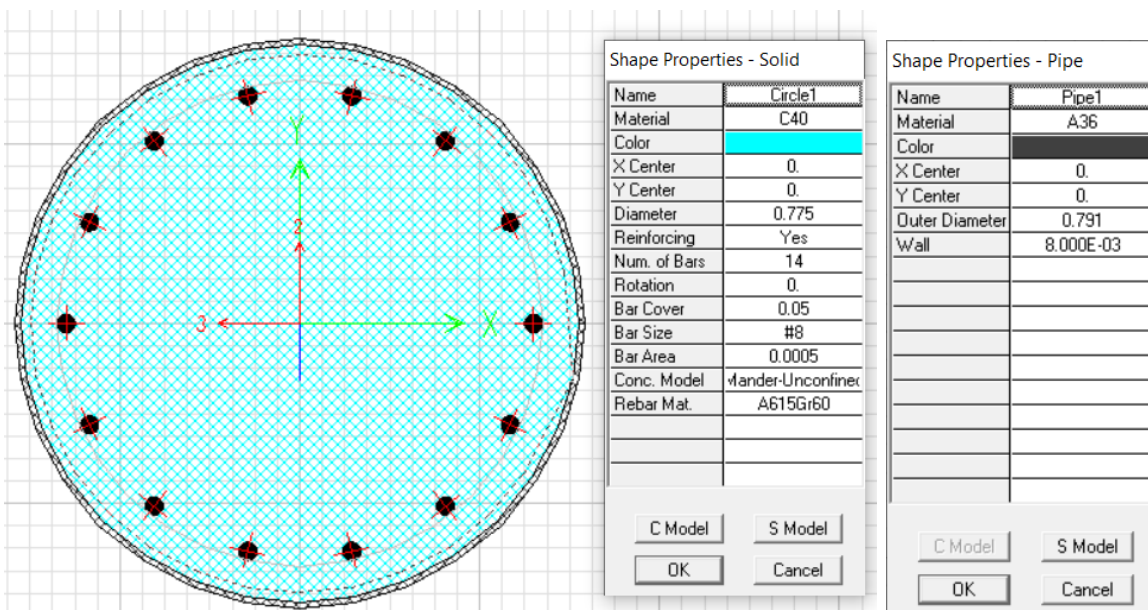 Y
2
3
X
Shape Properties - Solid
Name Circle1
Material C40
Color
X Center 0.
Y Center 0.
Diameter 0.775
Reinforcing Yes
Num. of Bars 14
Rotation 0.
Bar Cover 0.05
Bar Size #8
Bar Area 0.0005
Conc. Model Mander-Unconfined
Rebar Mat. A615Gr60
C Model S Model
OK Cancel
Shape Properties - Pipe
Name Pipe1
Material A36
Color
X Center 0.
Y Center 0.
Outer Diameter 0.791
Wall 8.000E-03
C Model S Model
OK Cancel